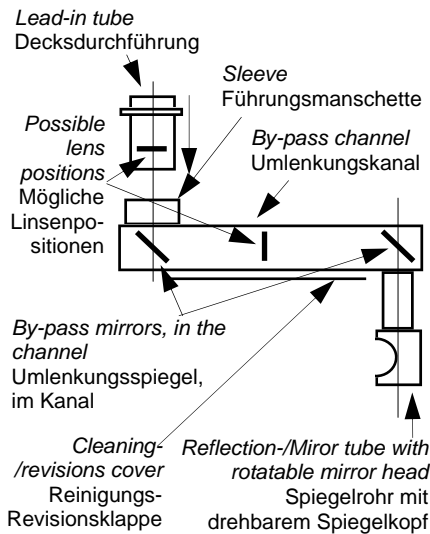 Lead-in tube
Decksdurchführung
Sleeve
Führungsmanschette
Possible
lens
positions
Mögliche
Linsenpo-
sitionen
By-pass channel
Umlenkungskanal
By-pass mirrors, in the
channel
Umlenkungsspiegel,
im Kanal
Cleaning-
/revisions cover
Reinigungs-
Revisionsklappe
Reflection-/Miror tube with
rotatable mirror head
Spiegelrohr mit
drehbarem Spiegelkopf